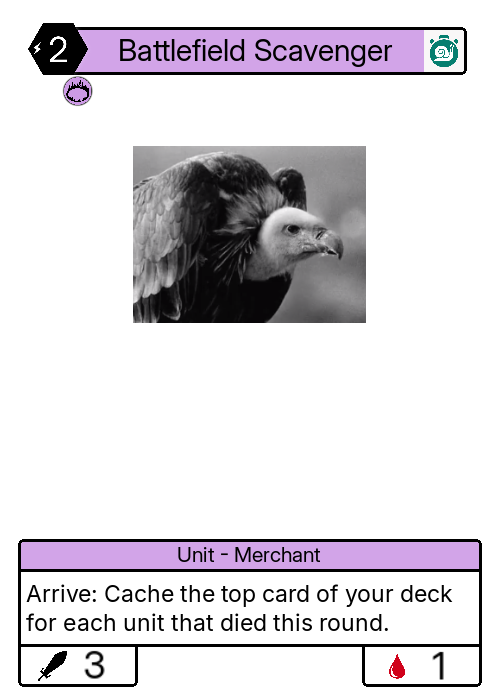 2
Battlefield Scavenger
Unit - Merchant
Arrive: Cache the top card of your deck
for each unit that died this round.
3
1